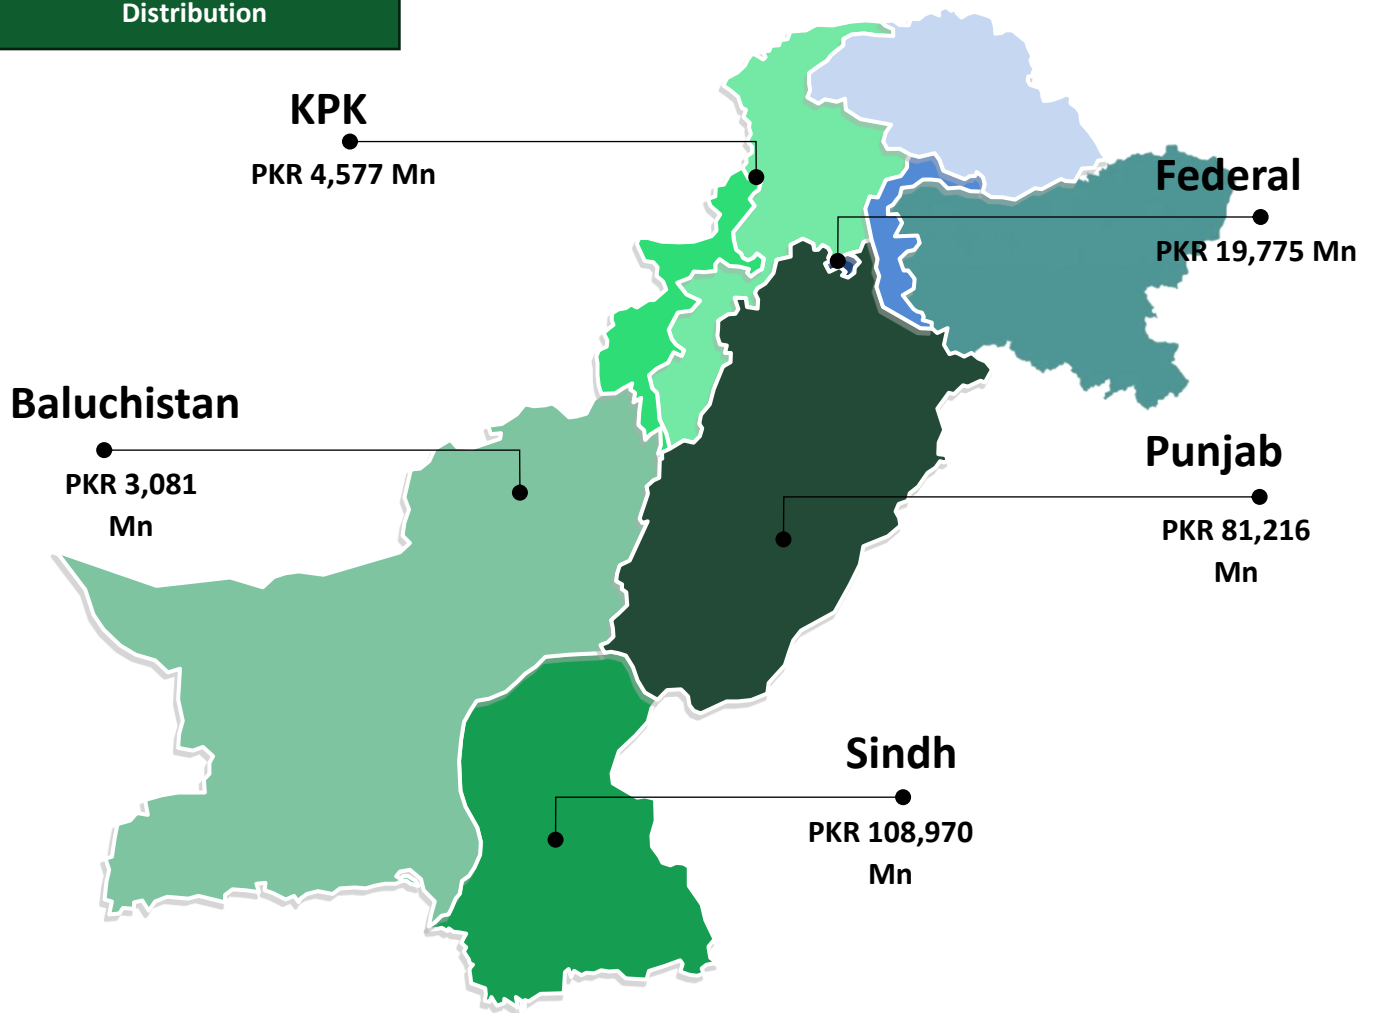 Distribution
KPK
PKR 4,577 Mn
Federal
PKR 19,775 Mn
Baluchistan
PKR 3,081
Mn
Punjab
PKR 81,216
Mn
Sindh
PKR 108,970
Mn